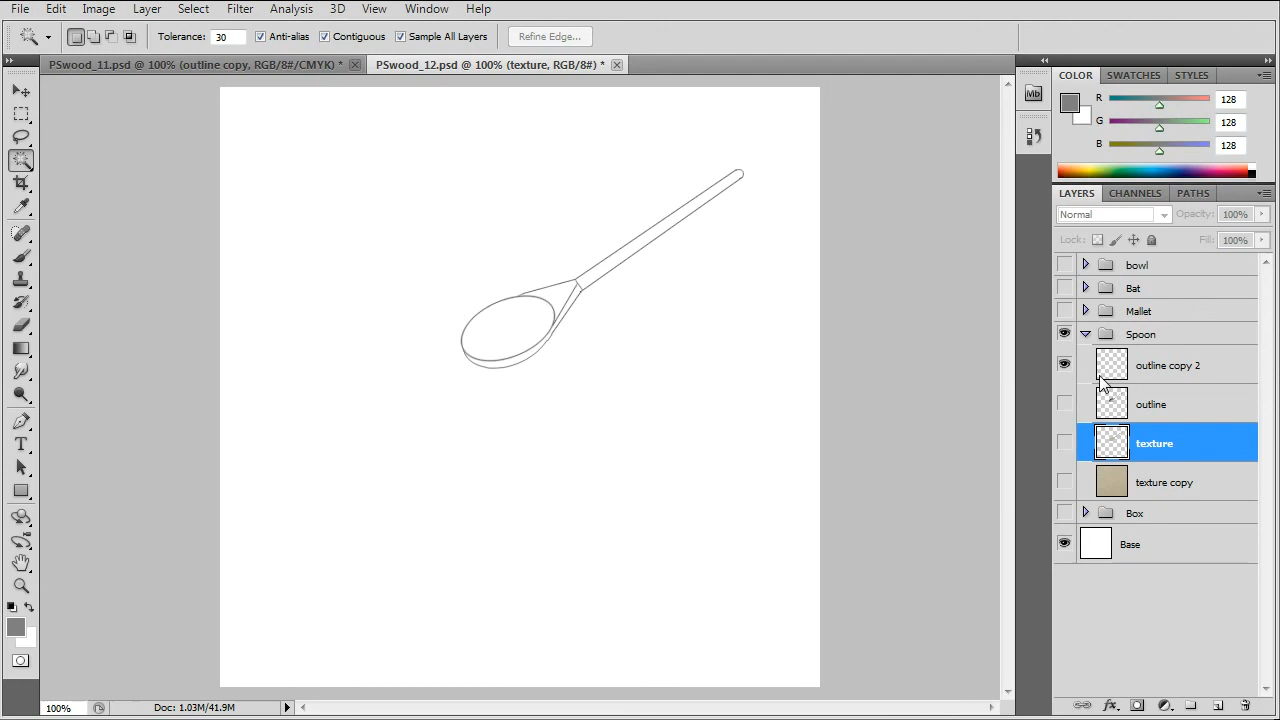 File Edit Image Layer Select Filter Analysis 3D View Window Help
Tolerance: 30 Anti-alias Contiguous Sample All Layers Refine Edge...
PSwood_11.psd @ 100% (outline copy, RGB/8#/CMYK) * PSwood_12.psd @ 100% (texture, RGB/8#) *
COLOR SWATCHES STYLES
Mb
R 128
G 128
B 128
LAYERS CHANNELS PATHS
Normal Opacity: 100%
Lock: Fill: 100%
bowl
Bat
Mallet
Spoon
outline copy 2
outline
texture
texture copy
Box
Base
T
fx
100% Doc: 1.03M/41.9M